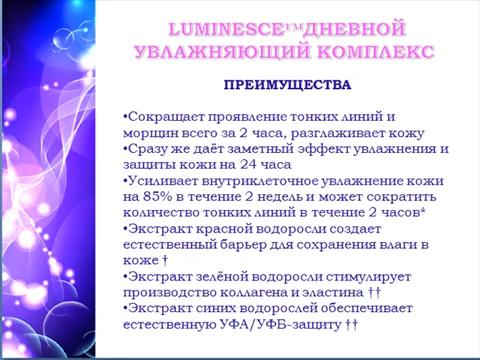 LUMINESCE™ДНЕВНОЙ
УВЛАЖНЯЮЩИЙ КОМПЛЕКС
ПРЕИМУЩЕСТВА
•Сокращает проявление тонких линий и
морщин всего за 2 часа, разглаживает кожу
•Сразу же даёт заметный эффект увлажнения и
защиты кожи на 24 часа
•Усиливает внутриклеточное увлажнение кожи
на 85% в течение 2 недель и может сократить
количество тонких линий в течение 2 часов*
•Экстракт красной водоросли создает
естественный барьер для сохранения влаги в
коже †
•Экстракт зелёной водоросли стимулирует
производство коллагена и эластина ††
•Экстракт синих водорослей обеспечивает
естественную УФА/УФБ-защиту ††